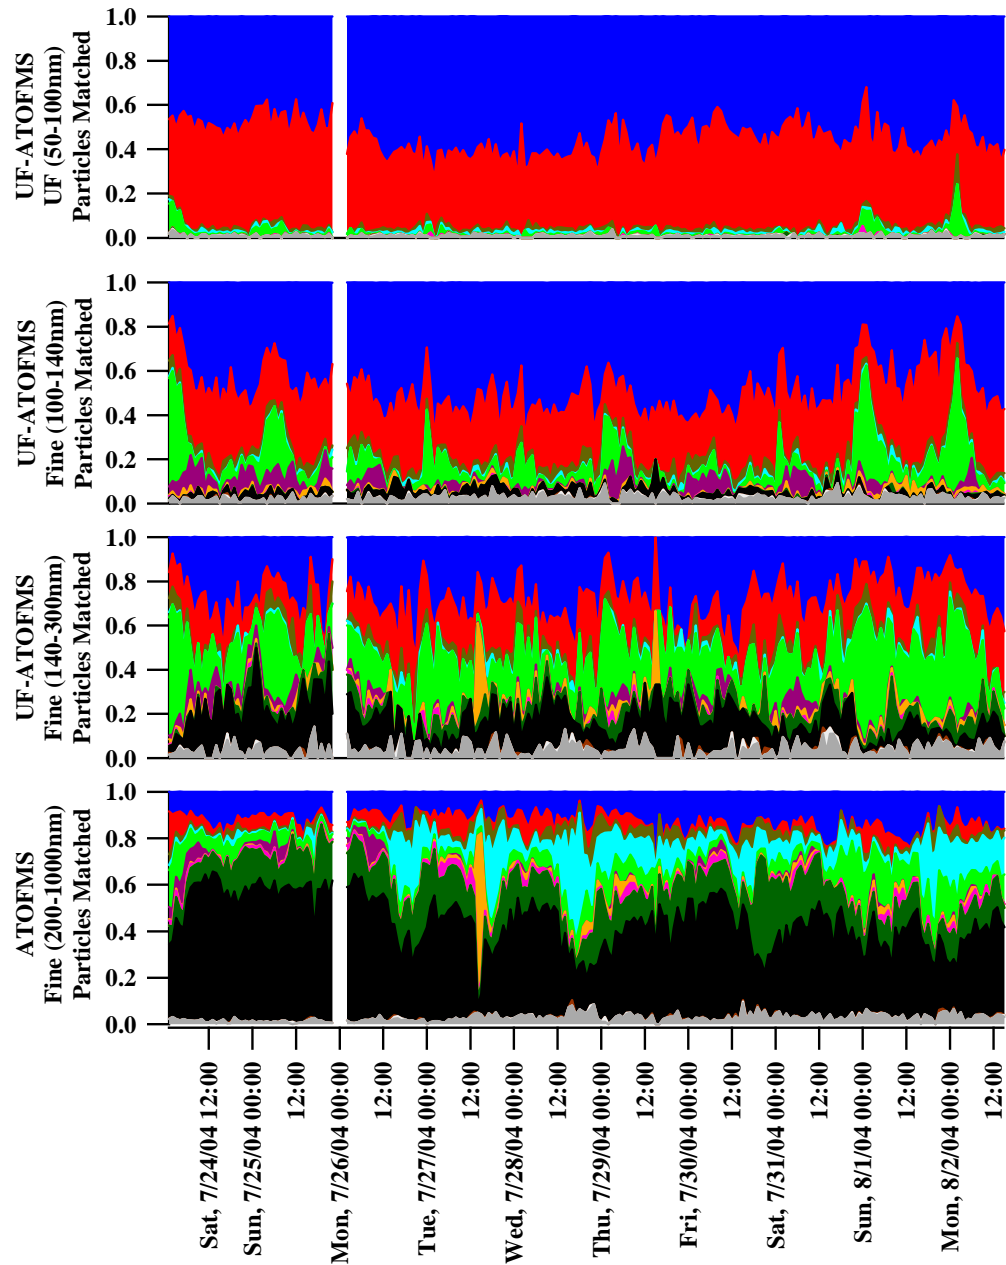 UF-ATOFMS
UF (50-100nm)
Particles Matched
1.0
0.8
0.6
0.4
0.2
0.0
UF-ATOFMS
Fine (100-140nm)
Particles Matched
1.0
0.8
0.6
0.4
0.2
0.0
UF-ATOFMS
Fine (140-300nm)
Particles Matched
1.0
0.8
0.6
0.4
0.2
0.0
ATOFMS
Fine (200-1000nm)
Particles Matched
1.0
0.8
0.6
0.4
0.2
0.0
Sat, 7/24/04 12:00
Sun, 7/25/04 00:00
12:00
Mon, 7/26/04 00:00
12:00
Tue, 7/27/04 00:00
12:00
Wed, 7/28/04 00:00
12:00
Thu, 7/29/04 00:00
12:00
Fri, 7/30/04 00:00
12:00
Sat, 7/31/04 00:00
12:00
Sun, 8/1/04 00:00
12:00
Mon, 8/2/04 00:00
12:00